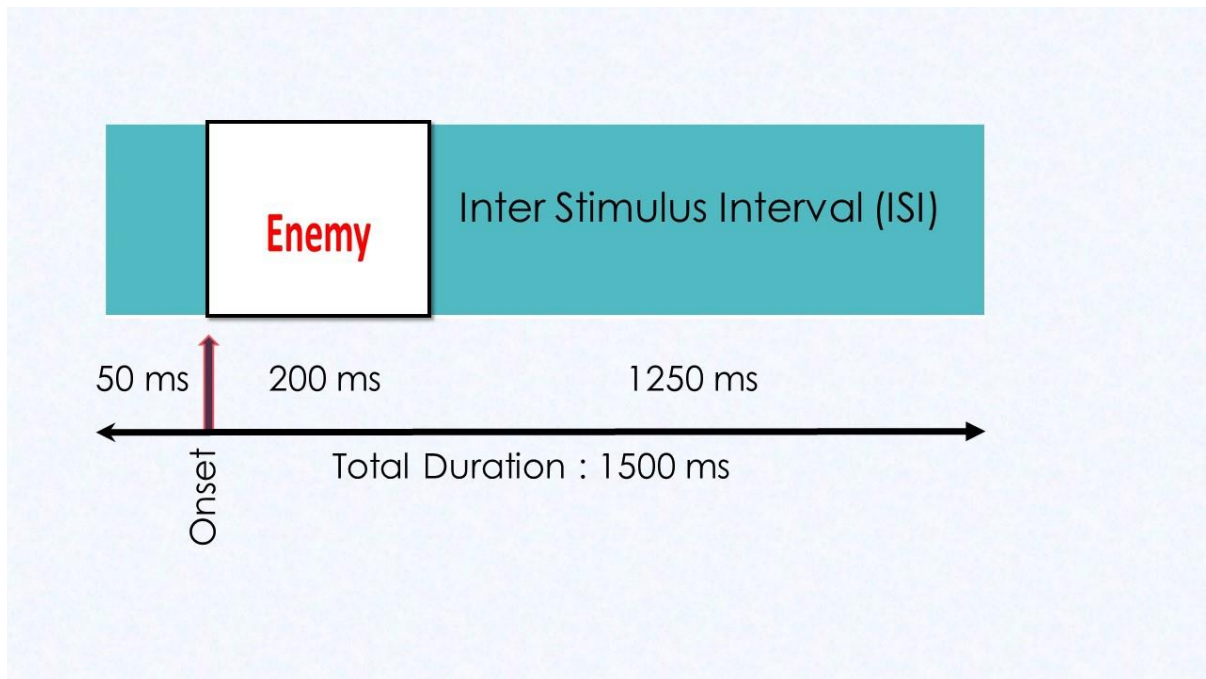 Enemy
Inter Stimulus Interval (ISI)
50 ms
200 ms
1250 ms
Onset
Total Duration : 1500 ms